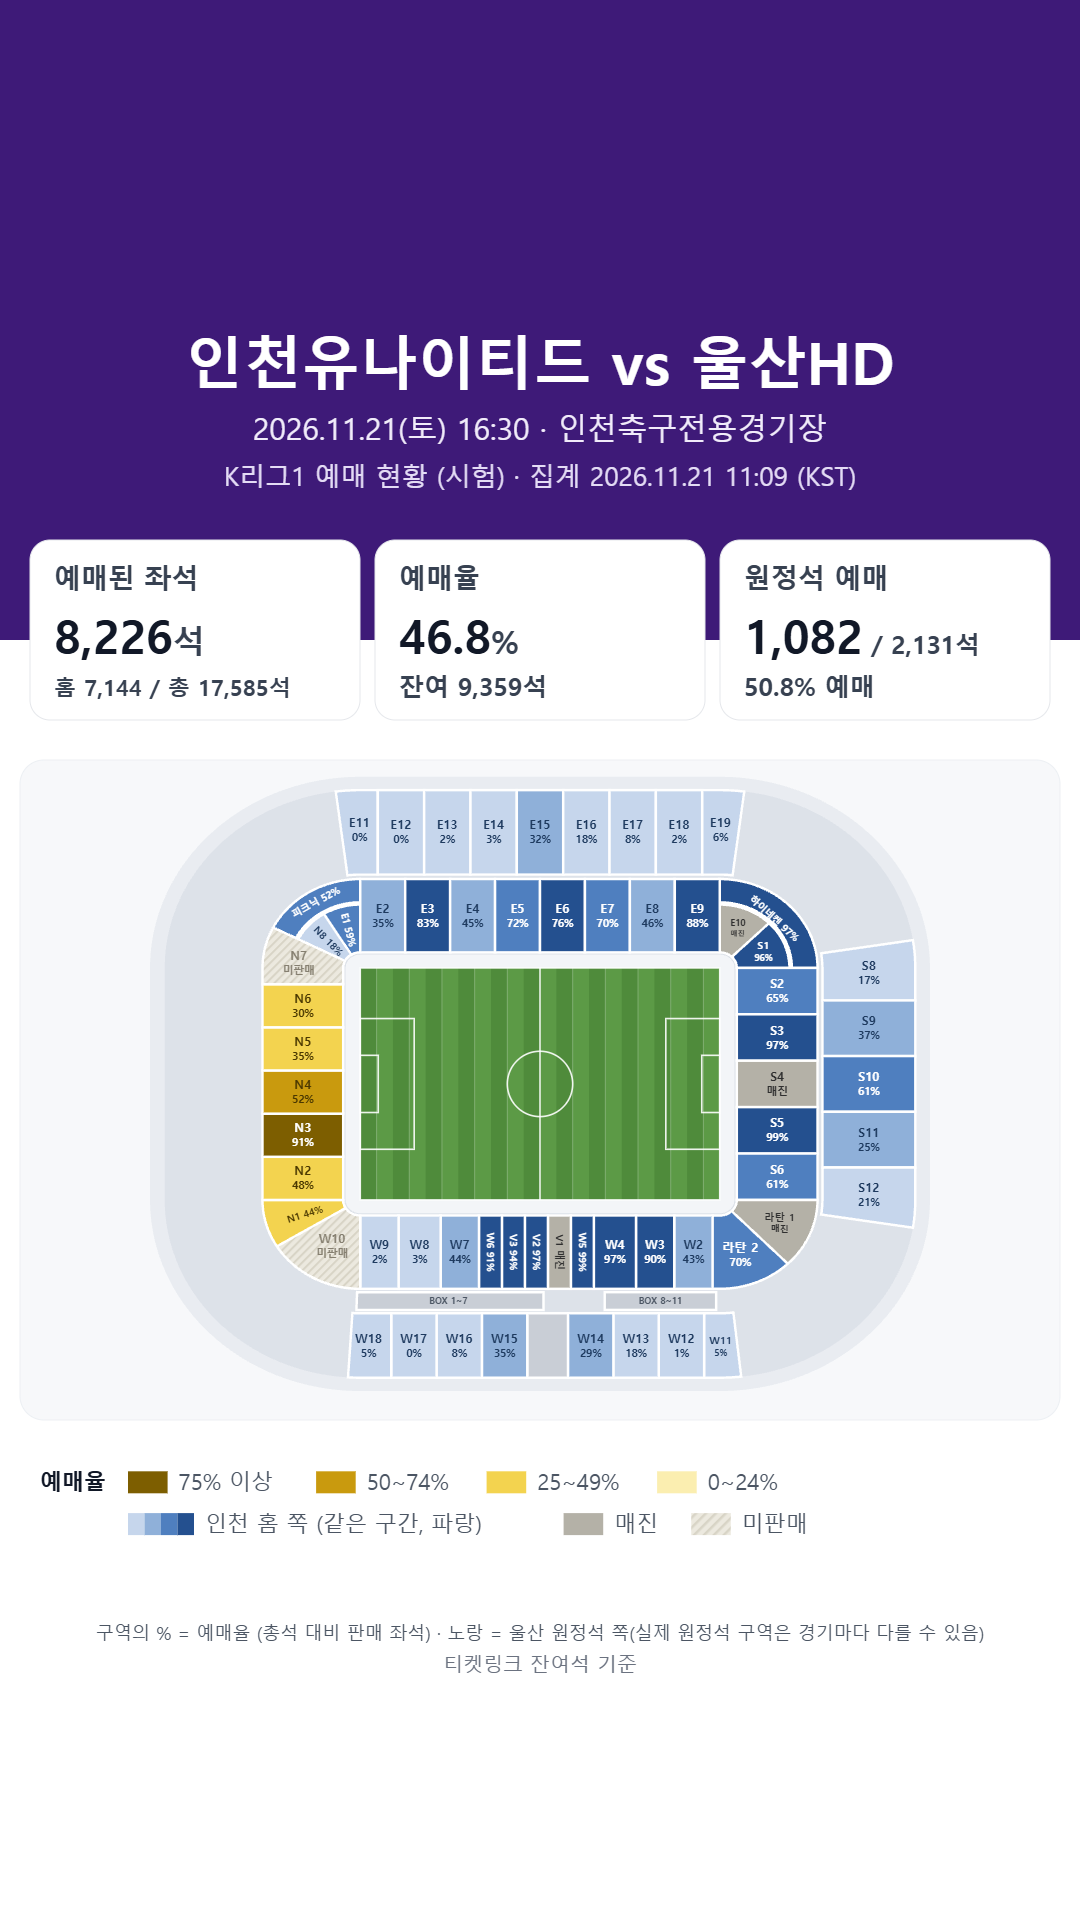 인천유나이티드 vs 울산HD
2026.11.21(토) 16:30 · 인천축구전용경기장
K리그1 예매 현황 (시험) · 집계 2026.11.21 11:09 (KST)
예매된 좌석
8,226석
홈 7,144 / 총 17,585석
예매율
46.8%
잔여 9,359석
원정석 예매
1,082 / 2,131석
50.8% 예매
E11 0%
E12 0%
E13 2%
E14 3%
E15 32%
E16 18%
E17 8%
E18 2%
E19 6%
피크닉 52%
N8 18%
E1 59%
E2 35%
E3 83%
E4 45%
E5 72%
E6 76%
E7 70%
E8 46%
E9 88%
하이네켄 97%
E10 매진
S1 96%
N7 미판매
N6 30%
N5 35%
N4 52%
N3 91%
N2 48%
N1 44%
S2 65%
S3 97%
S4 매진
S5 99%
S6 61%
S8 17%
S9 37%
S10 61%
S11 25%
S12 21%
W10 미판매
W9 2%
W8 3%
W7 44%
W6 91%
V3 94%
V2 97%
V1 매진
W5 99%
W4 97%
W3 90%
W2 43%
라탄 2 70%
라탄 1 매진
BOX 1~7
BOX 8~11
W18 5%
W17 0%
W16 8%
W15 35%
W14 29%
W13 18%
W12 1%
W11 5%
예매율 75% 이상 50~74% 25~49% 0~24%
인천 홈 쪽 (같은 구간, 파랑) 매진 미판매
구역의 % = 예매율 (총석 대비 판매 좌석) · 노랑 = 울산 원정석 쪽(실제 원정석 구역은 경기마다 다를 수 있음)
티켓링크 잔여석 기준